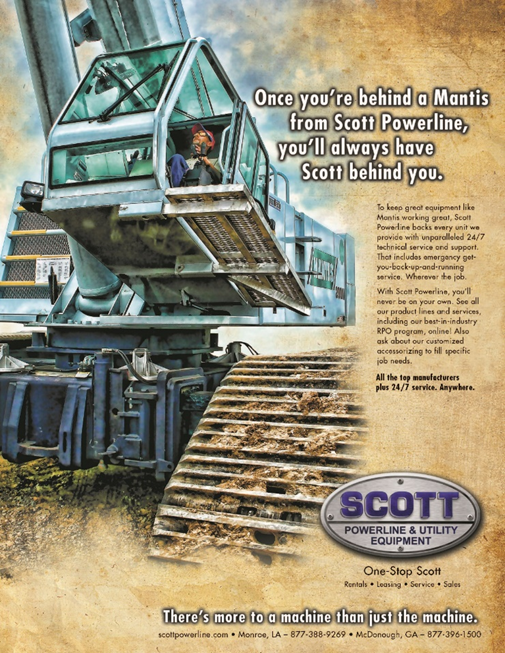 Once you're behind a Mantis
from Scott Powerline,
you'll always have
Scott behind you.
To keep great equipment like
Mantis working great, Scott
Powerline backs every unit we
provide with unparalleled 24/7
technical service and support.
That includes emergency get-
you-back-up-and-running
service. Wherever the job.
With Scott Powerline, you'll
never be on your own. See all
our product lines and services,
including our best-in-industry
RPO program, online! Also
ask about our customized
accessorizing to fill specific
job needs.
All the top manufacturers
plus 24/7 service. Anywhere.
MANTIS
SCOTT
POWERLINE & UTILITY
EQUIPMENT
One-Stop Scott
Rentals • Leasing • Service • Sales
There's more to a machine than just the machine.
scottpowerline.com • Monroe, LA – 877-388-9269 • McDonough, GA – 877-396-1500